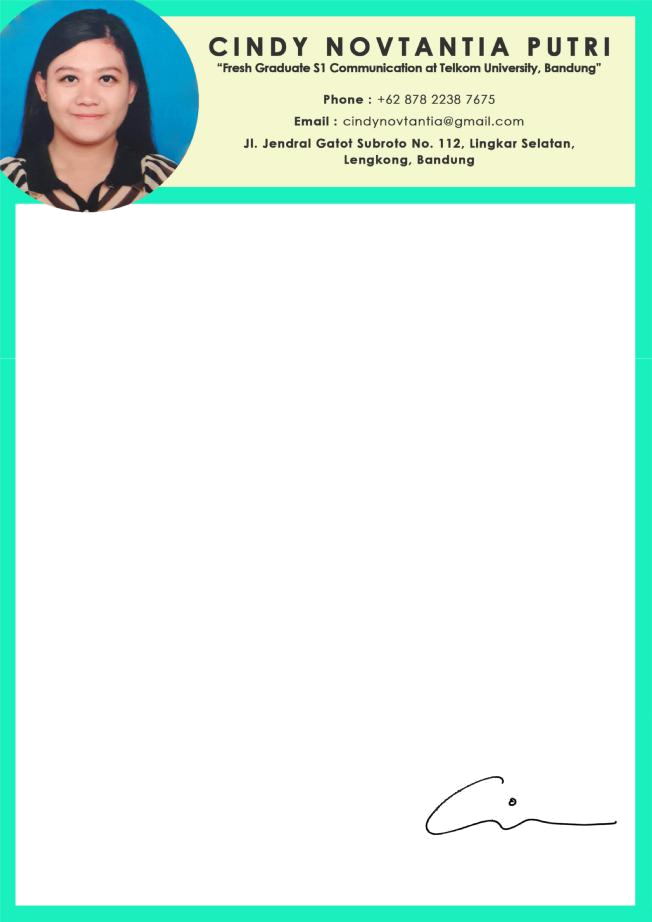 CINDY NOVTANTIA PUTRI
“Fresh Graduate S1 Communication at Telkom University, Bandung”
Phone : +62 878 2238 7675
Email : cindynovtantia@gmail.com
Jl. Jendral Gatot Subroto No. 112, Lingkar Selatan,
Lengkong, Bandung